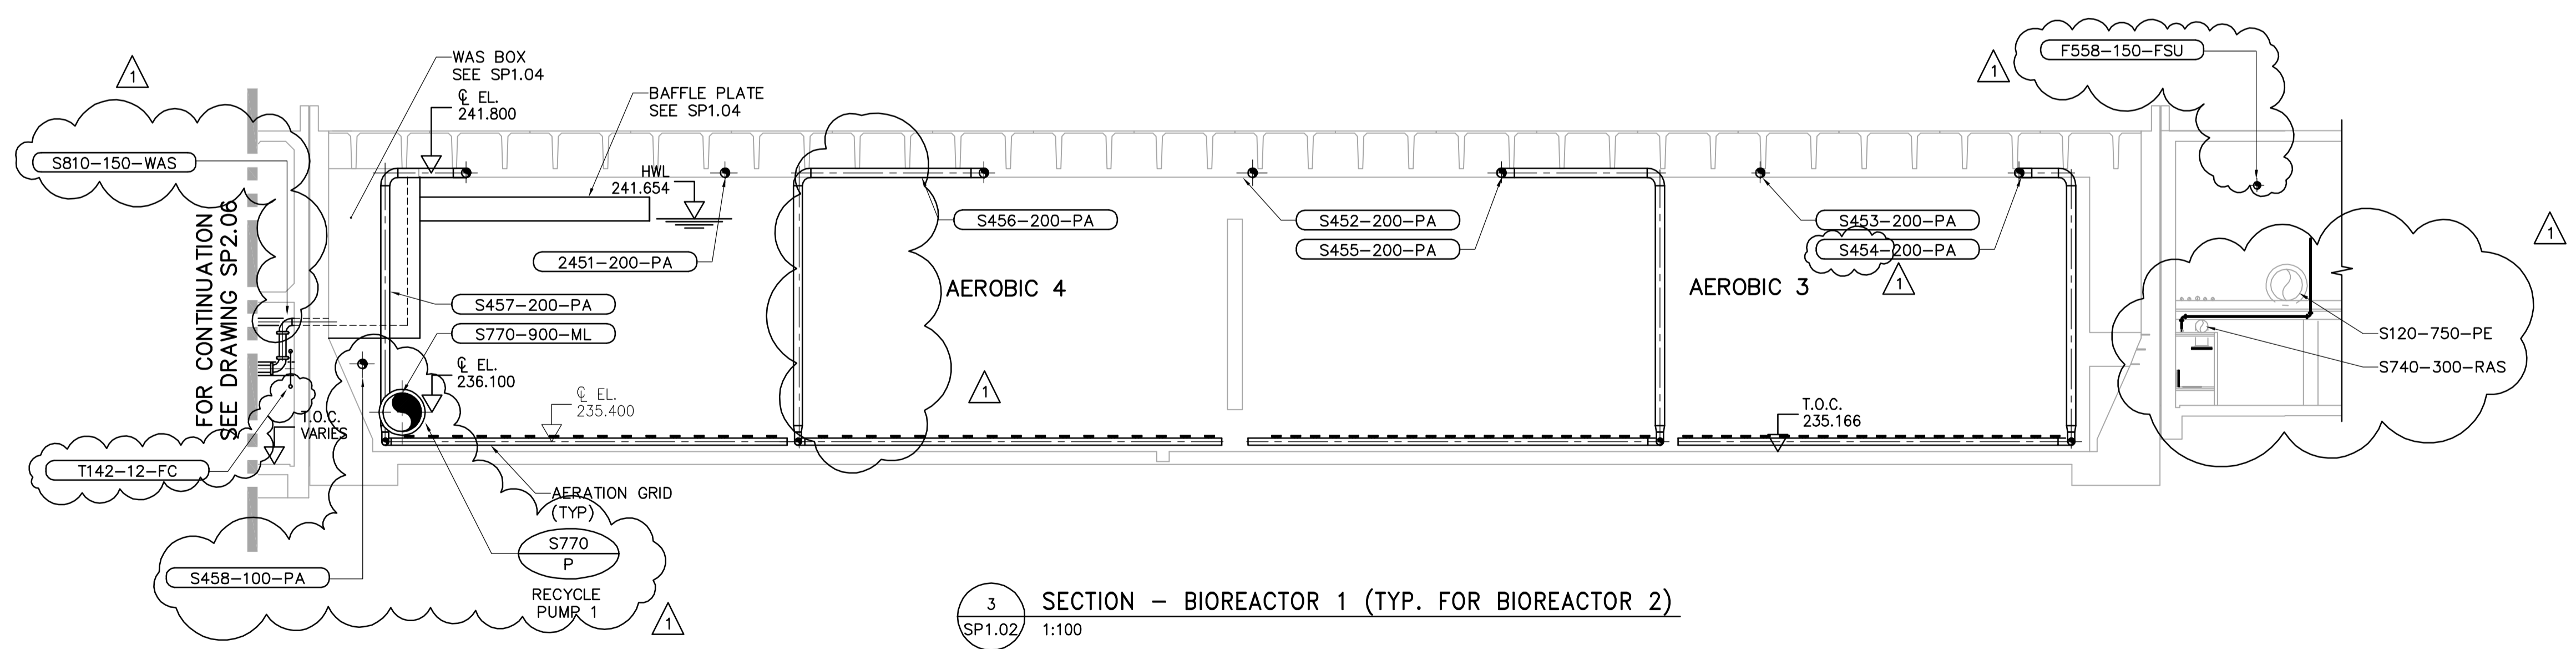 WAS BOX
SEE SP1.04
℄ EL.
241.800
BAFFLE PLATE
SEE SP1.04
1
S810-150-WAS
HWL
241.654
F558-150-FSU
1
S456-200-PA
S452-200-PA
S455-200-PA
S453-200-PA
S454-200-PA
1
1
2451-200-PA
FOR CONTINUATION
SEE DRAWING SP2.06
AEROBIC 4
AEROBIC 3
S457-200-PA
S770-900-ML
S120-750-PE
S740-300-RAS
℄ EL.
236.100
℄ EL.
235.400
1
T.O.C.
235.166
T.O.C.
VARIES
T142-12-FC
AERATION GRID
(TYP)
S770
P
S458-100-PA
RECYCLE
PUMP 1
1
3
SP1.02
SECTION - BIOREACTOR 1 (TYP. FOR BIOREACTOR 2)
1:100